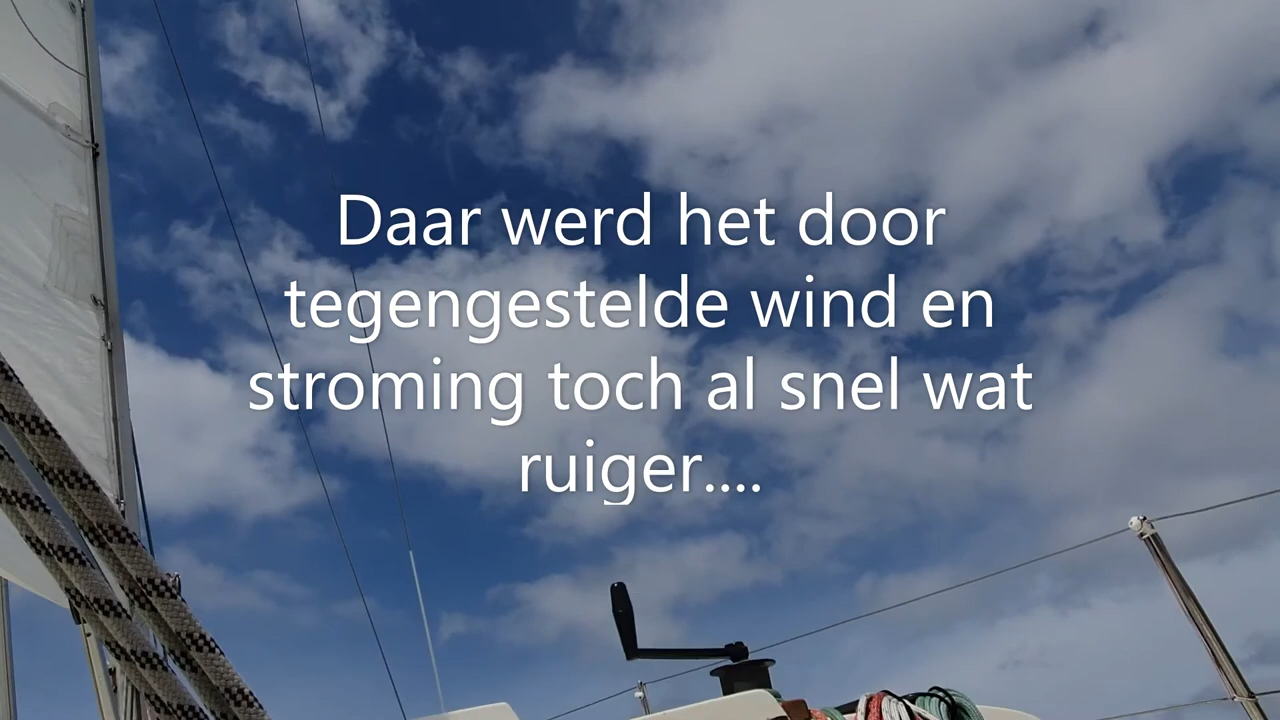 Daar werd het door
tegengestelde wind en
stroming toch al snel wat
ruiger....